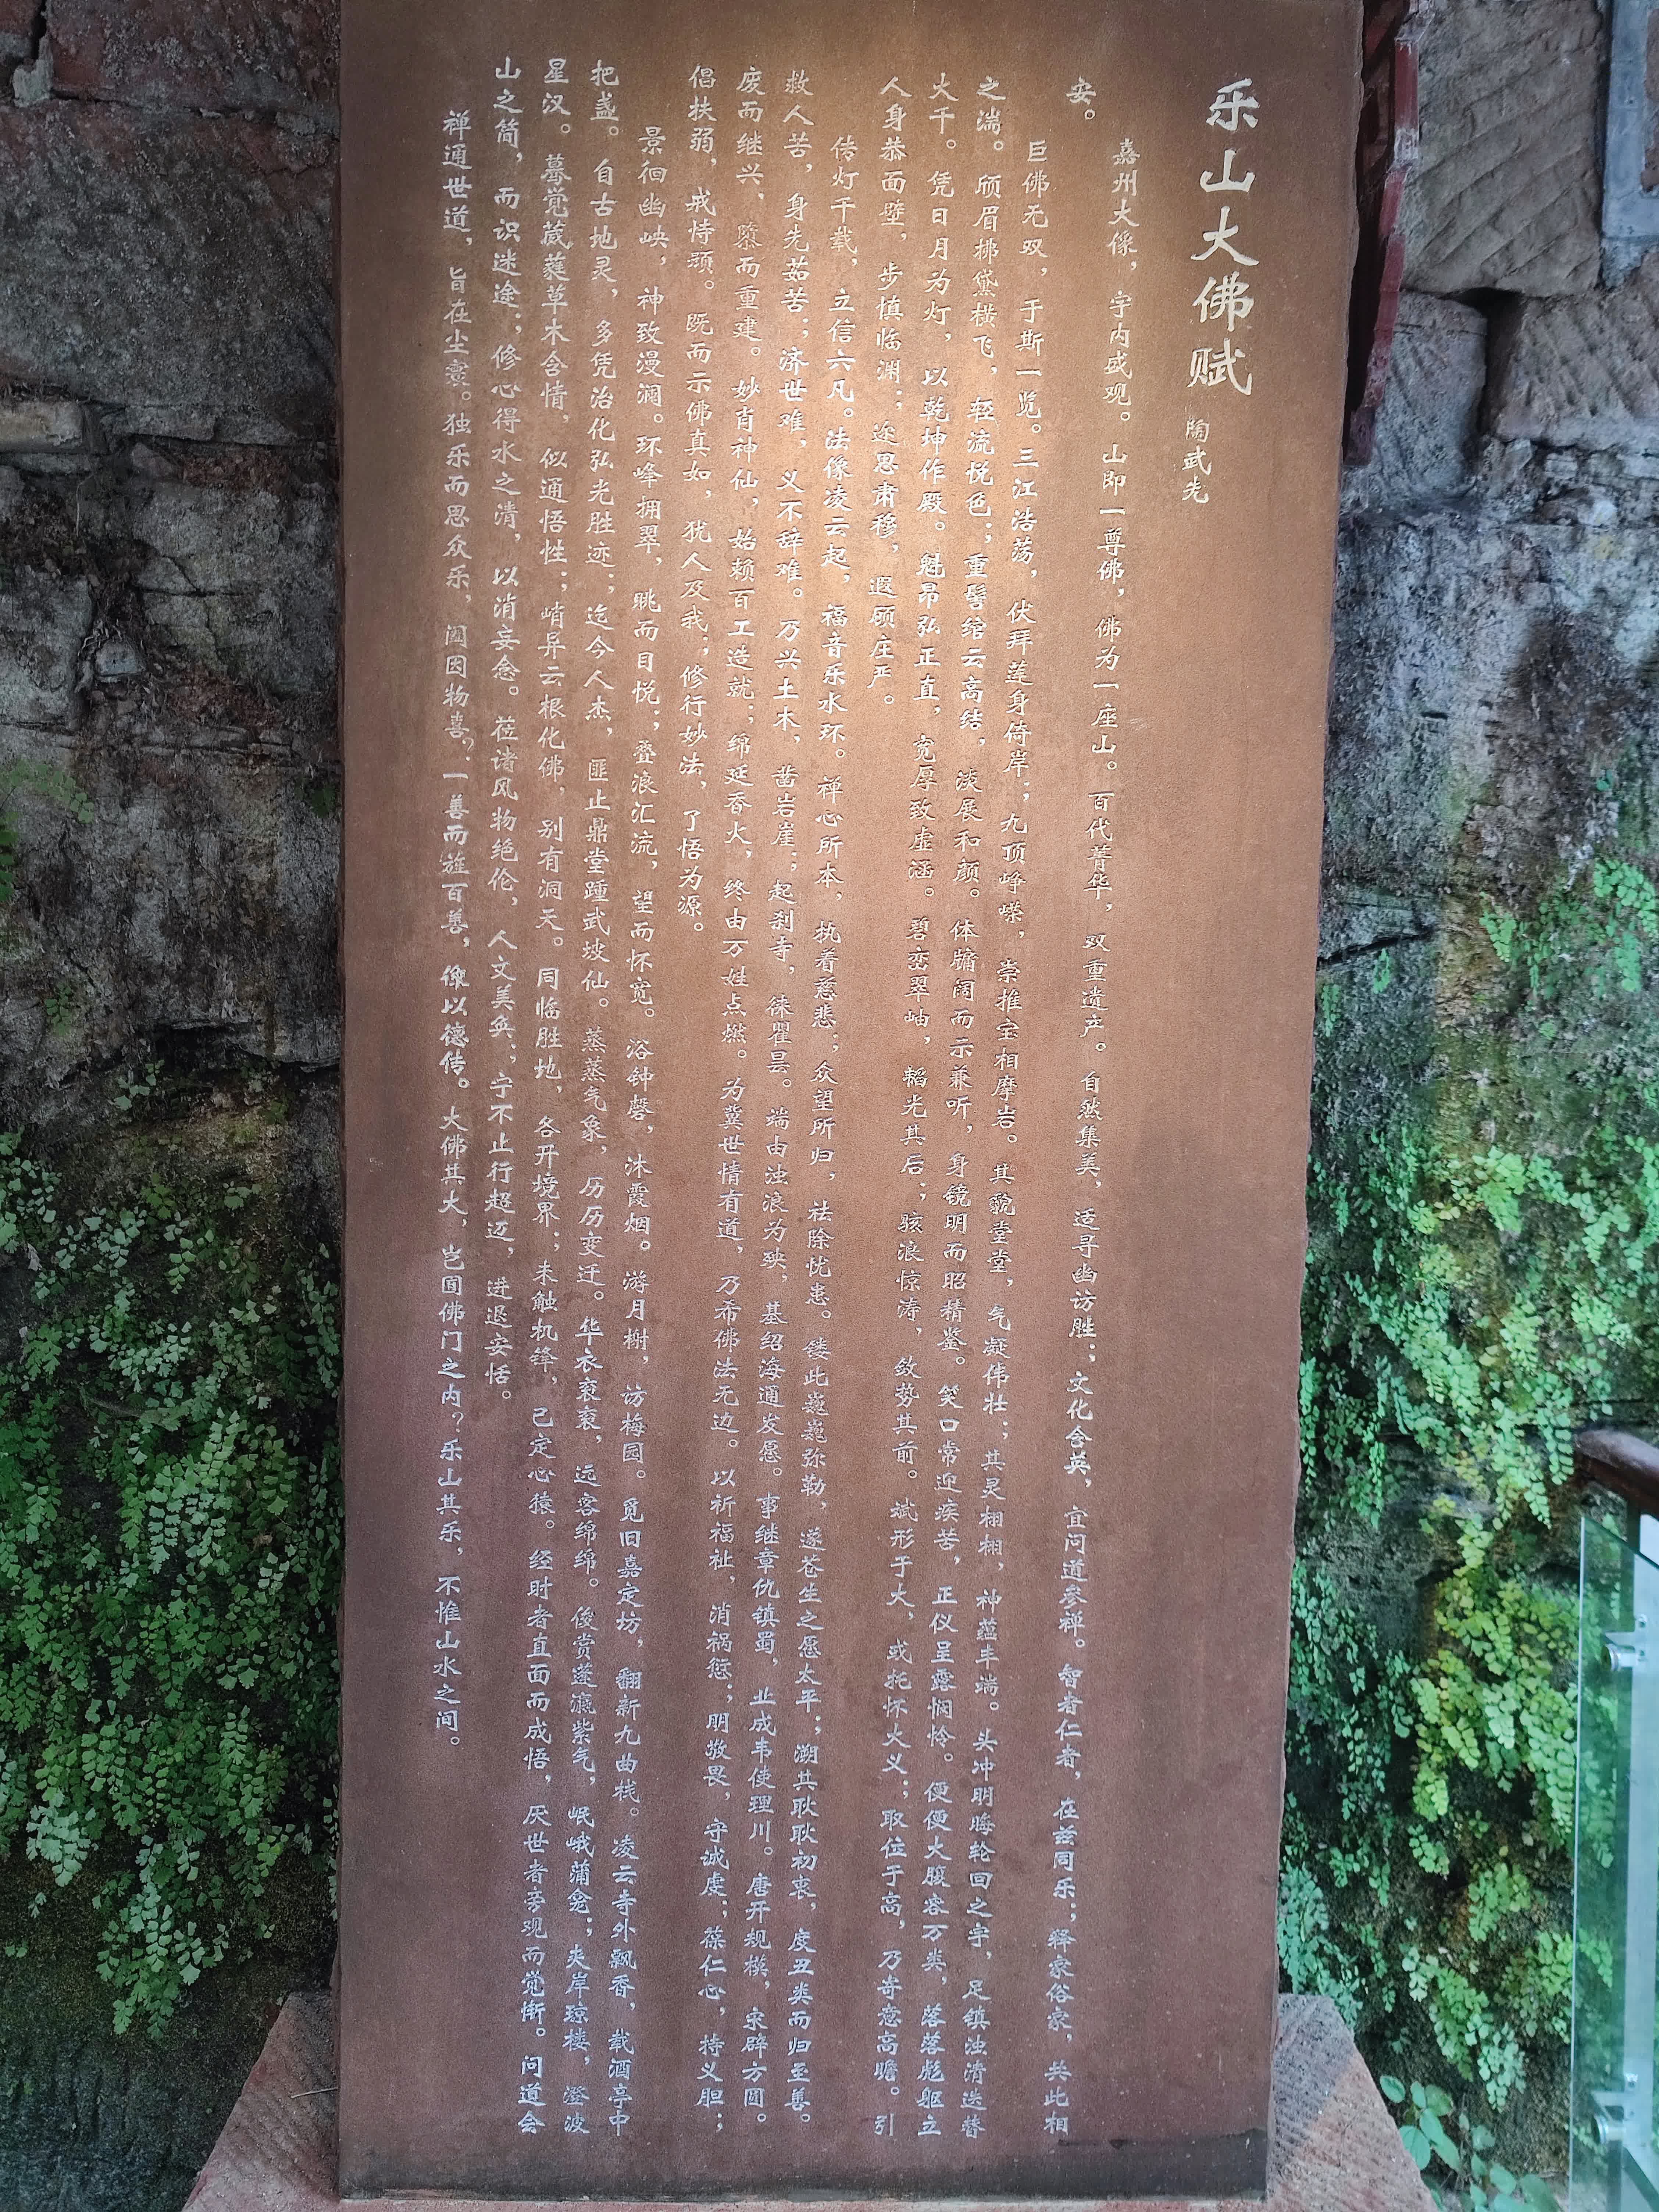 乐山大佛赋
陶武先
嘉州大像，宇内盛观。山即一尊佛，佛为一座山。百代菁华，双重遗产。自然集美，适寻幽访胜；文化含英，宜问道参禅。智者仁者，在兹同乐；释家俗家，共此相
安。
巨佛无双，于斯一览。三江浩荡，伏拜莲身倚岸；九顶峥嵘，崇推宝相摩岩。其貌堂堂，气凝伟壮；其灵栩栩，神蕴丰端。头冲明晦轮回之宇，足镇浊清迭替
之湍。颀眉拂黛横飞，轻流悦色；重髻绾云高结，淡展和颜。体牖阔而示兼听，身镜明而昭精鉴。笑口常迎疾苦，正仪呈露悯怜。便便大腹容万类，落落彪躯立
大千。凭日月为灯，以乾坤作殿。魁昂弘正直，宽厚致虚涵。碧峦翠岫，韬光其后；骇浪惊涛，敛势其前。赋形于大，或托怀大义；取位于高，乃寄意高瞻。引
人身恭面壁，步慎临渊；迩思肃穆，遐顾庄严。
传灯千载，立信六凡。法像凌云起，福音乐水环。禅心所本，执着慈悲；众望所归，祛除忧患。镂此巍巍弥勒，遂苍生之愿太平；溯其耿耿初衷，度丑类而归至善。
救人苦，身先茹苦；济世难，义不辞难。乃兴土木，凿岩崖；起刹寺，徕瞿昙。端由浊浪为殃，基绍海通发愿。事继章仇镇蜀，业成韦使理川。唐开规模，宋辟方圆。
废而继兴，隳而重建。妙肖神仙，始赖百工造就；绵延香火，终由万姓点燃。为冀世情有道，乃希佛法无边。以祈福祉，消祸愆；明敬畏，守诚虔；葆仁心，持义胆；
倡扶弱，戒恃顽。既而示佛真如，犹人及我；修行妙法，了悟为源。
景徊幽峡，神致漫澜。环峰拥翠，眺而目悦；叠浪汇流，望而怀宽。浴钟磬，沐霞烟。游月榭，访梅园。觅旧嘉定坊，翻新九曲栈。凌云寺外飘香，载酒亭中
把盏。自古地灵，多凭治化弘光胜迹；迄今人杰，匪止鼎堂踵武坡仙。蒸蒸气象，历历变迁。华衣衮衮，远客绵绵。俊赏蓬瀛紫气，岷峨蒲龛；夹岸琼楼，澄波
星汉。蓦觉葳蕤草木含情，似通悟性；峭异云根化佛，别有洞天。同临胜地，各开境界；未触机锋，已定心猿。经时者直面而成悟，厌世者旁观而觉惭。问道会
山之简，而识迷途；修心得水之清，以消妄念。莅诸风物绝伦，人文美奂；宁不止行超迈，进退安恬。
禅通世道，旨在尘寰。独乐而思众乐，阖因物喜？一善而旌百善，像以德传。大佛其大，岂囿佛门之内？乐山其乐，不惟山水之间。